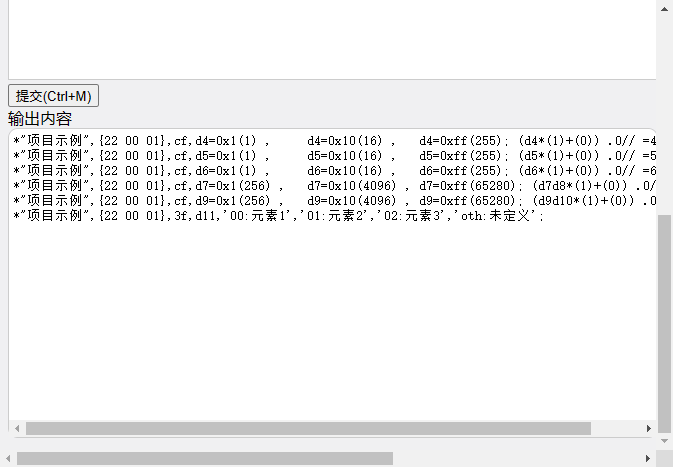 提交(Ctrl+M)
输出内容
*"项目示例",{22 00 01},cf,d4=0x1(1) ,     d4=0x10(16) ,   d4=0xff(255); (d4*(1)+(0)) .0// =4
*"项目示例",{22 00 01},cf,d5=0x1(1) ,     d5=0x10(16) ,   d5=0xff(255); (d5*(1)+(0)) .0// =5
*"项目示例",{22 00 01},cf,d6=0x1(1) ,     d6=0x10(16) ,   d6=0xff(255); (d6*(1)+(0)) .0// =6
*"项目示例",{22 00 01},cf,d7=0x1(256) ,   d7=0x10(4096) , d7=0xff(65280); (d7d8*(1)+(0)) .0/
*"项目示例",{22 00 01},cf,d9=0x1(256) ,   d9=0x10(4096) , d9=0xff(65280); (d9d10*(1)+(0)) .0
*"项目示例",{22 00 01},3f,d11,'00:元素1','01:元素2','02:元素3','oth:未定义';